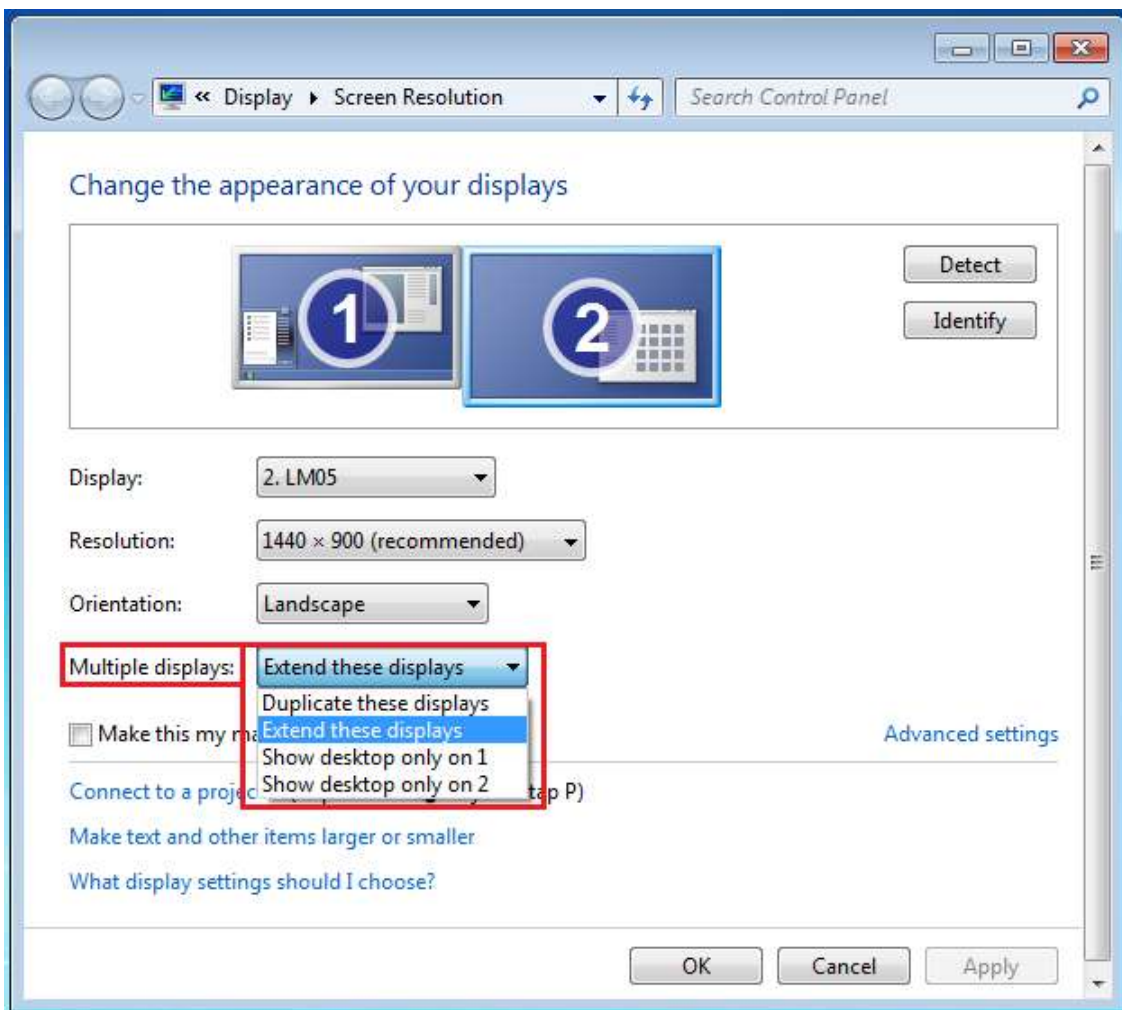 « Display ▸ Screen Resolution
Search Control Panel
Change the appearance of your displays
1
2
Detect
Identify
Display: 2. LM05
Resolution: 1440 × 900 (recommended)
Orientation: Landscape
Multiple displays: Extend these displays
Duplicate these displays
Extend these displays
Show desktop only on 1
Show desktop only on 2
Make this my
Advanced settings
Connect to a
tap P)
Make text and other items larger or smaller
What display settings should I choose?
OK Cancel Apply